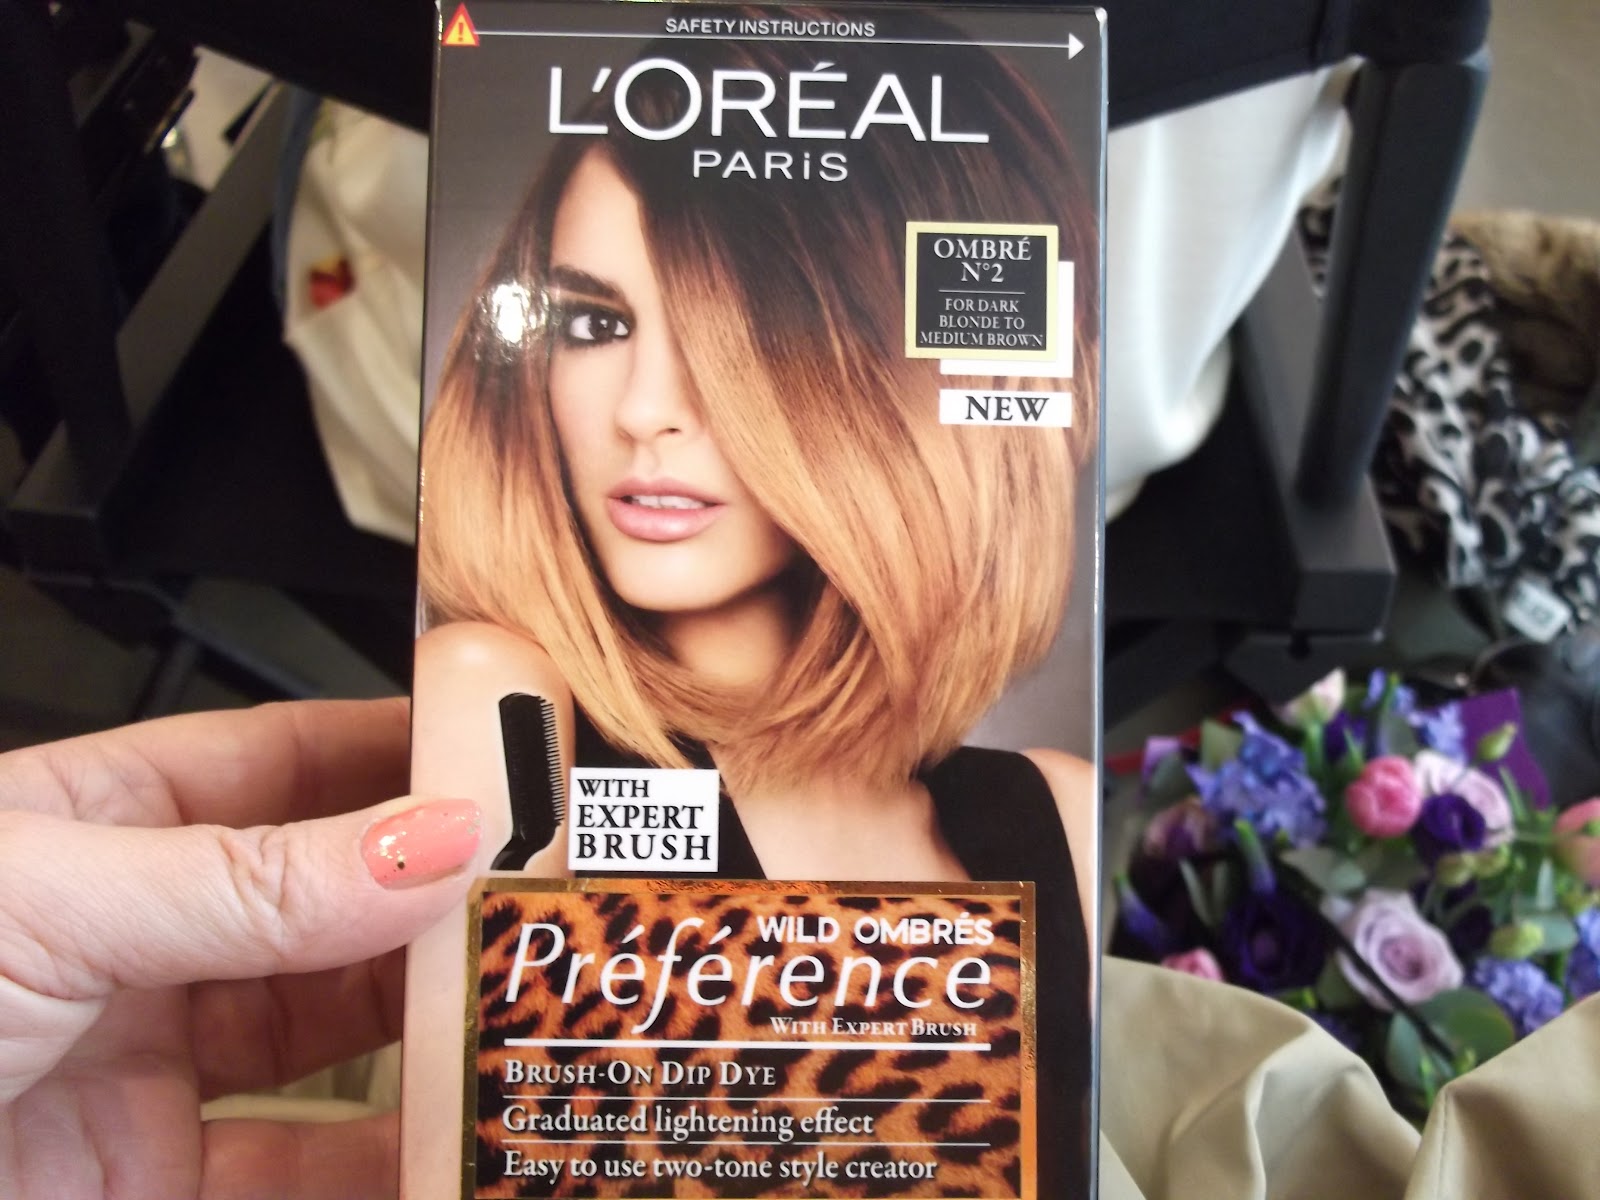 SAFETY INSTRUCTIONS
L'ORÉAL
PARiS
OMBRÉ
N°2
FOR DARK
BLONDE TO
MEDIUM BROWN
NEW
WITH
EXPERT
BRUSH
WILD OMBRÉS
Préférence
WITH EXPERT BRUSH
BRUSH-ON DIP DYE
Graduated lightening effect
Easy to use two-tone style creator